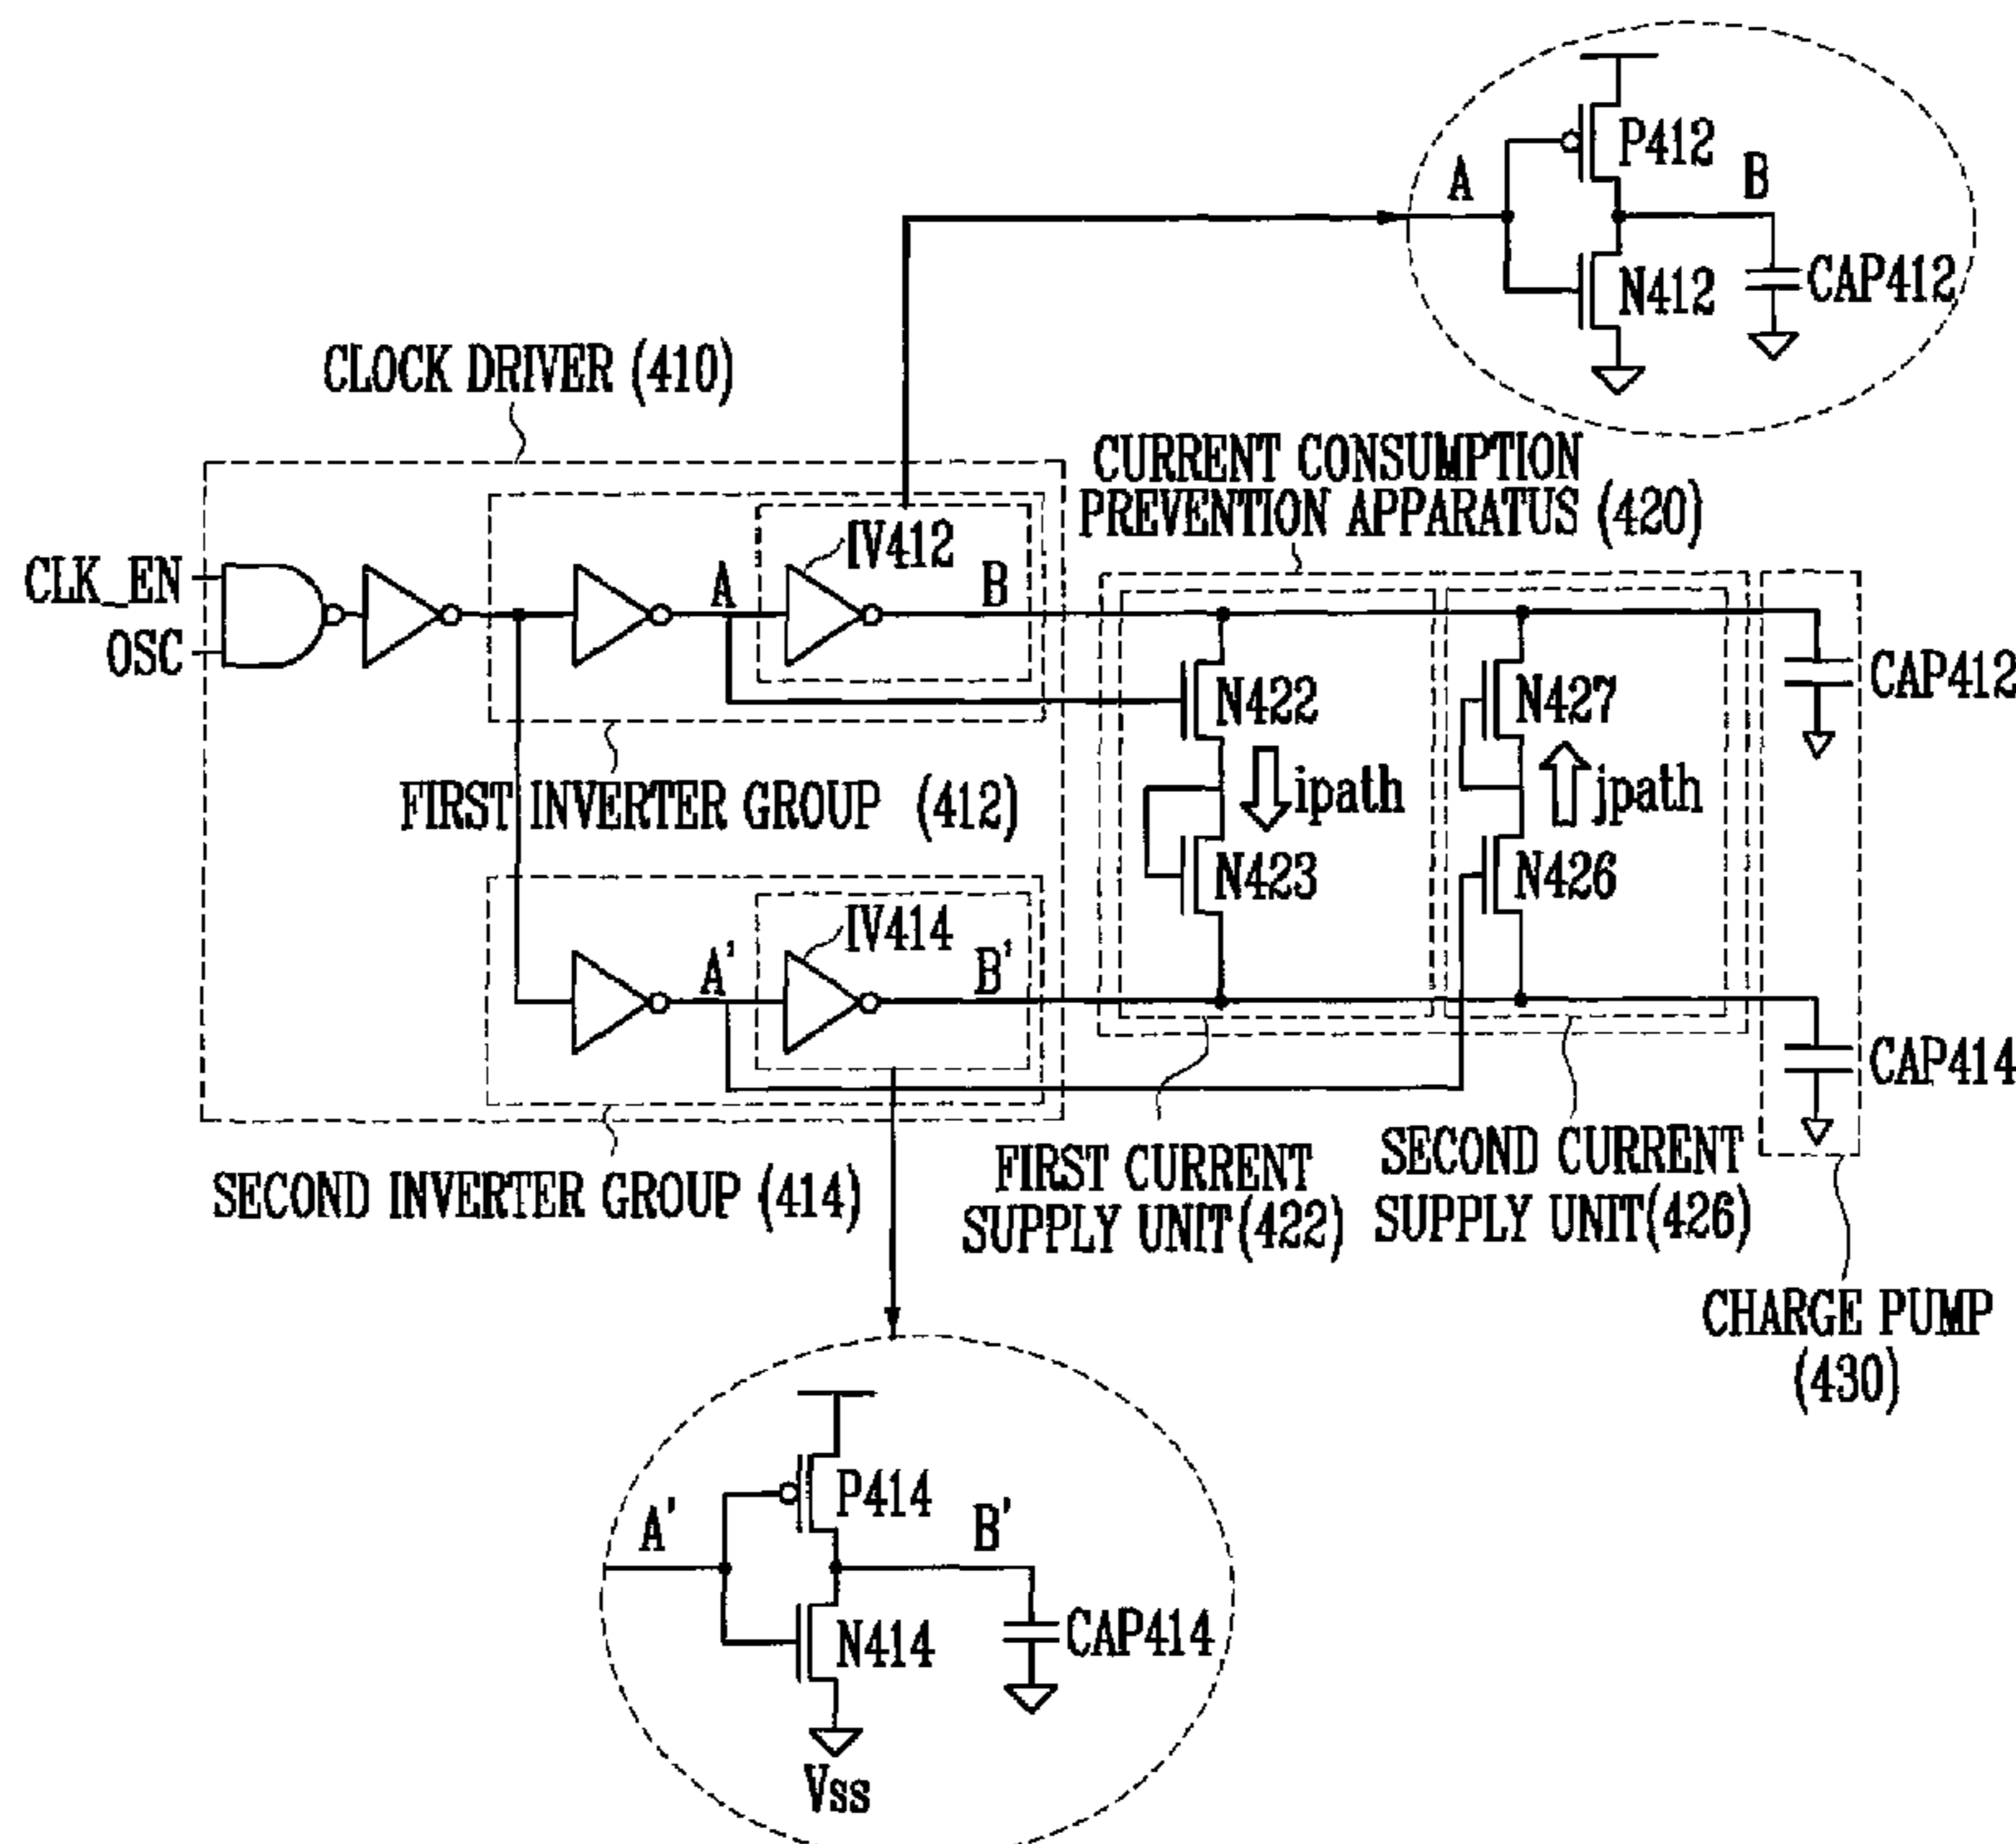 P412
A
B
N412
CAP412
CLOCK DRIVER (410)
CURRENT CONSUMPTION
PREVENTION APPARATUS (420)
IV412
CLK_EN
OSC
A
B
CAP412
N422
N427
ipath
jpath
FIRST INVERTER GROUP (412)
N423
N426
IV414
A'
B'
CAP414
SECOND INVERTER GROUP (414)
FIRST CURRENT
SUPPLY UNIT(422)
SECOND CURRENT
SUPPLY UNIT(426)
CHARGE PUMP
(430)
P414
A'
B'
N414
CAP414
Vss